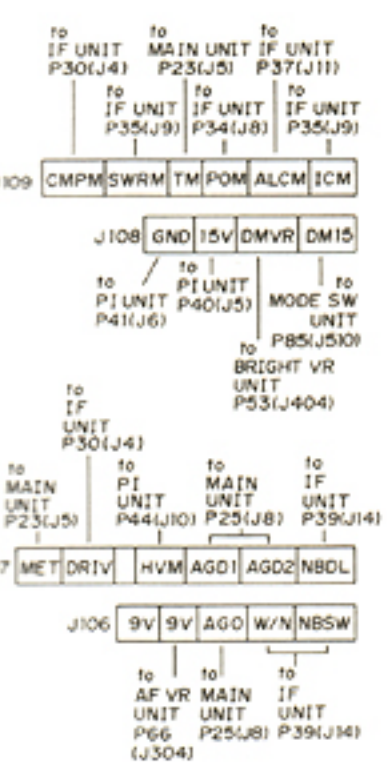 to
IF UNIT
P30(J4)
to
MAIN UNIT
P23(J5)
to
IF UNIT
P37(J11)
to
IF UNIT
P35(J9)
to
IF UNIT
P34(J8)
to
IF UNIT
P35(J9)
J109 CMPM SWRM TM POM ALCM ICM
J108 GND 15V DMVR DM15
to
PI UNIT
P41(J6)
to
PI UNIT
P40(J5)
to
MODE SW
UNIT
P85(J510)
to
BRIGHT VR
UNIT
P53(J404)
to
IF
UNIT
P30(J4)
to
MAIN
UNIT
P23(J5)
to
PI
UNIT
P44(J10)
to
MAIN
UNIT
P25(J8)
to
IF
UNIT
P39(J14)
7 MET DRIV HVM AGD1 AGD2 NBDL
J106 9V 9V AGO W/N NBSW
to
AF VR
UNIT
P66
(J304)
to
MAIN
UNIT
P25(J8)
to
IF
UNIT
P39(J14)